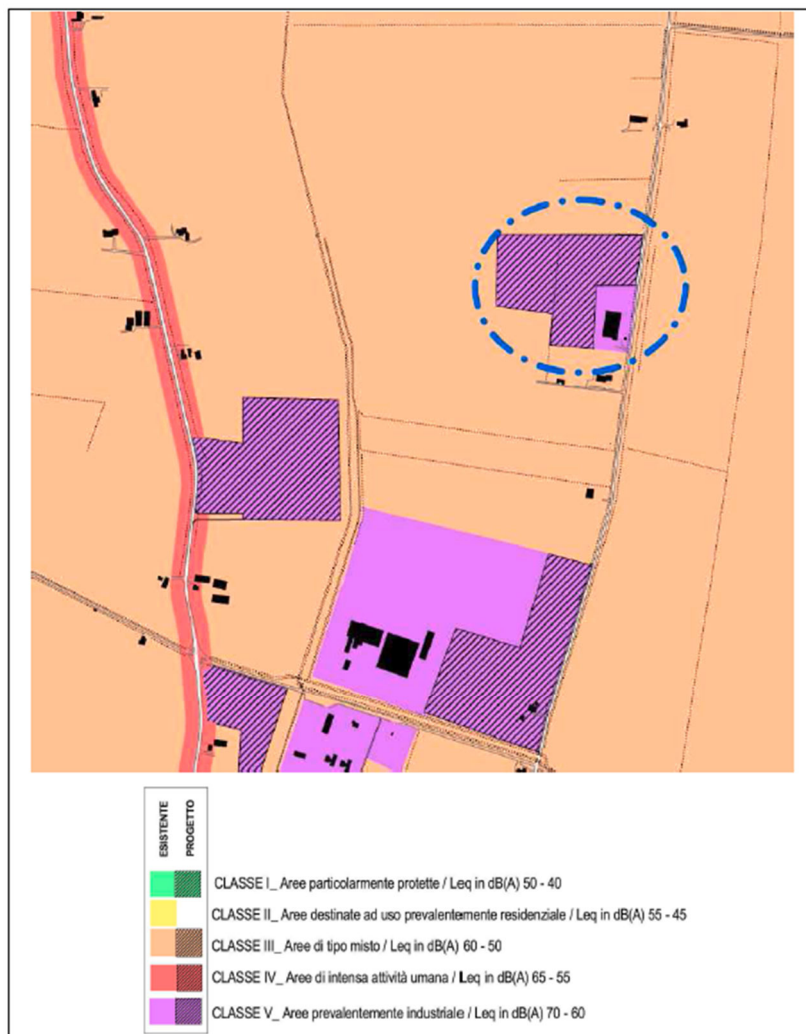 ESISTENTE
PROGETTO
CLASSE I_ Aree particolarmente protette / Leq in dB(A) 50 - 40
CLASSE II_ Aree destinate ad uso prevalentemente residenziale / Leq in dB(A) 55 - 45
CLASSE III_ Aree di tipo misto / Leq in dB(A) 60 - 50
CLASSE IV_ Aree di intensa attività umana / Leq in dB(A) 65 - 55
CLASSE V_ Aree prevalentemente industriale / Leq in dB(A) 70 - 60